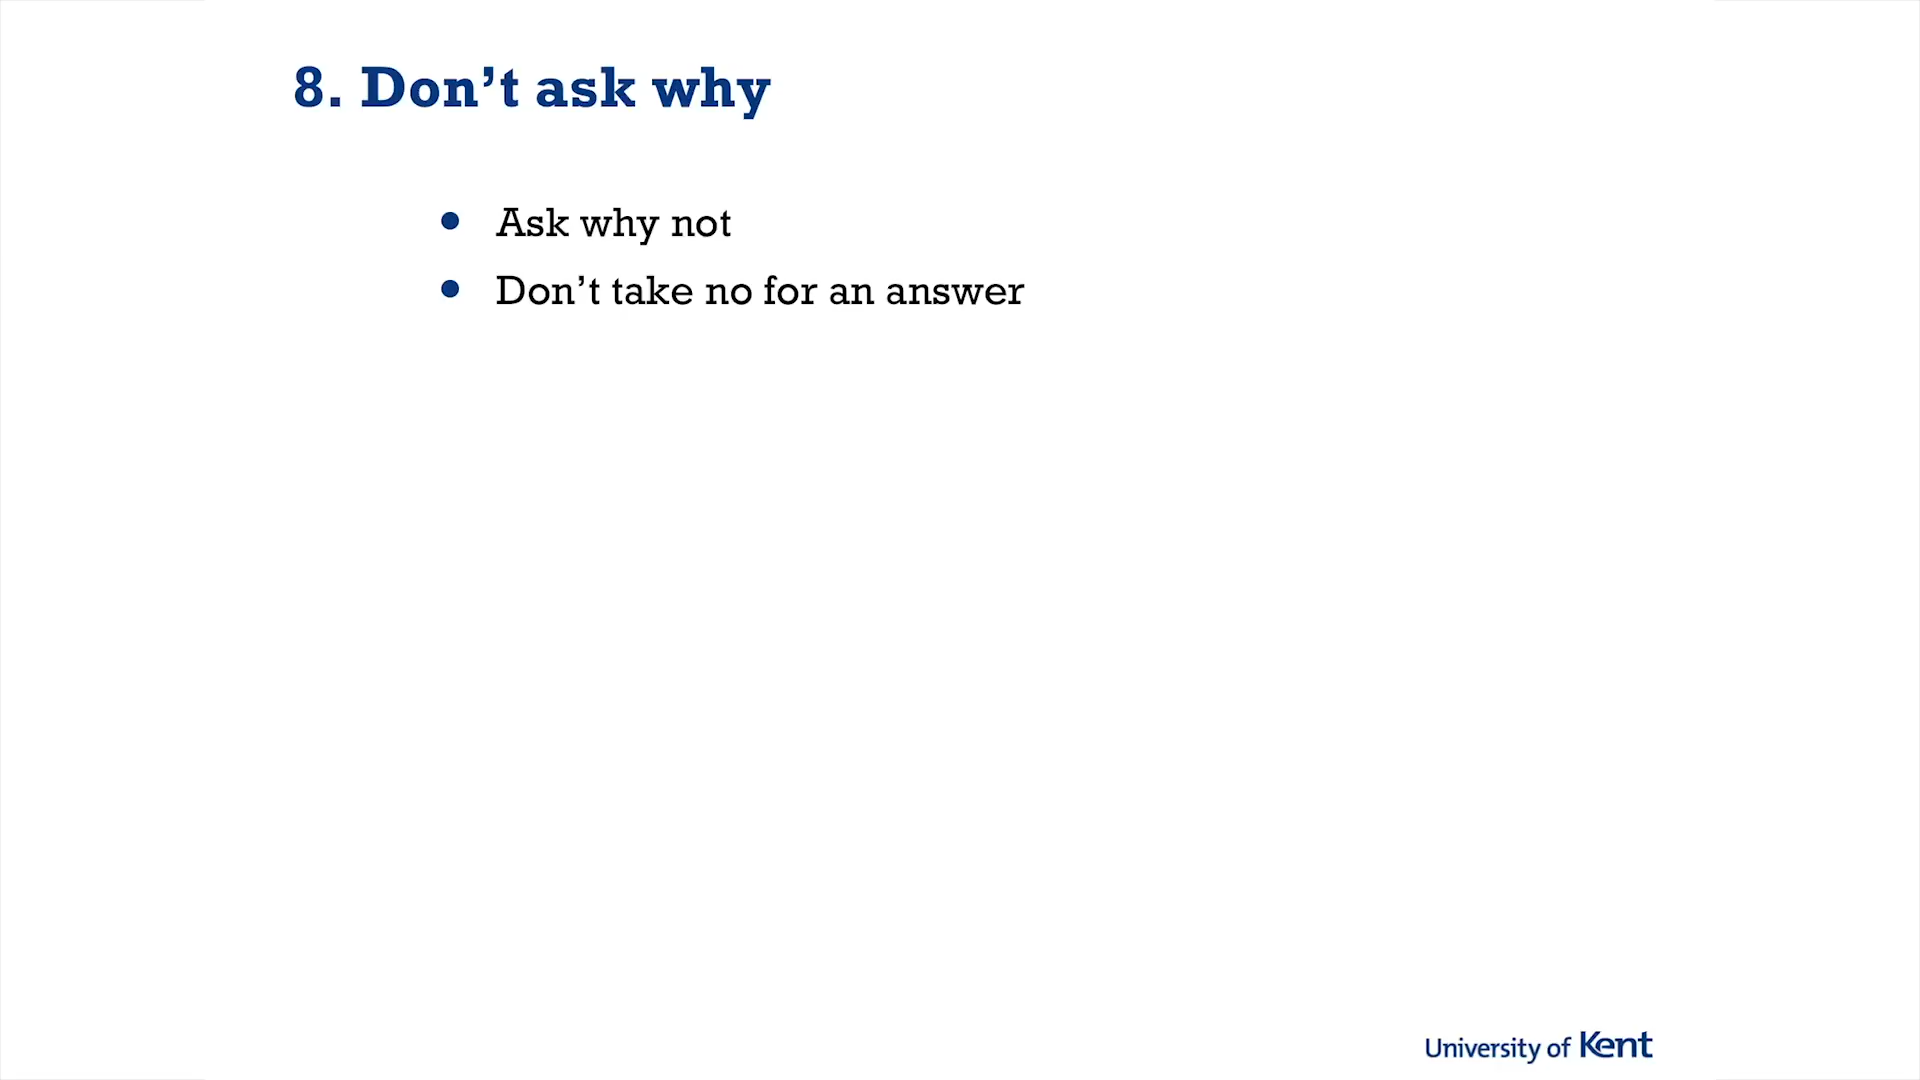 8. Don’t ask why
● Ask why not
● Don’t take no for an answer
University of Kent